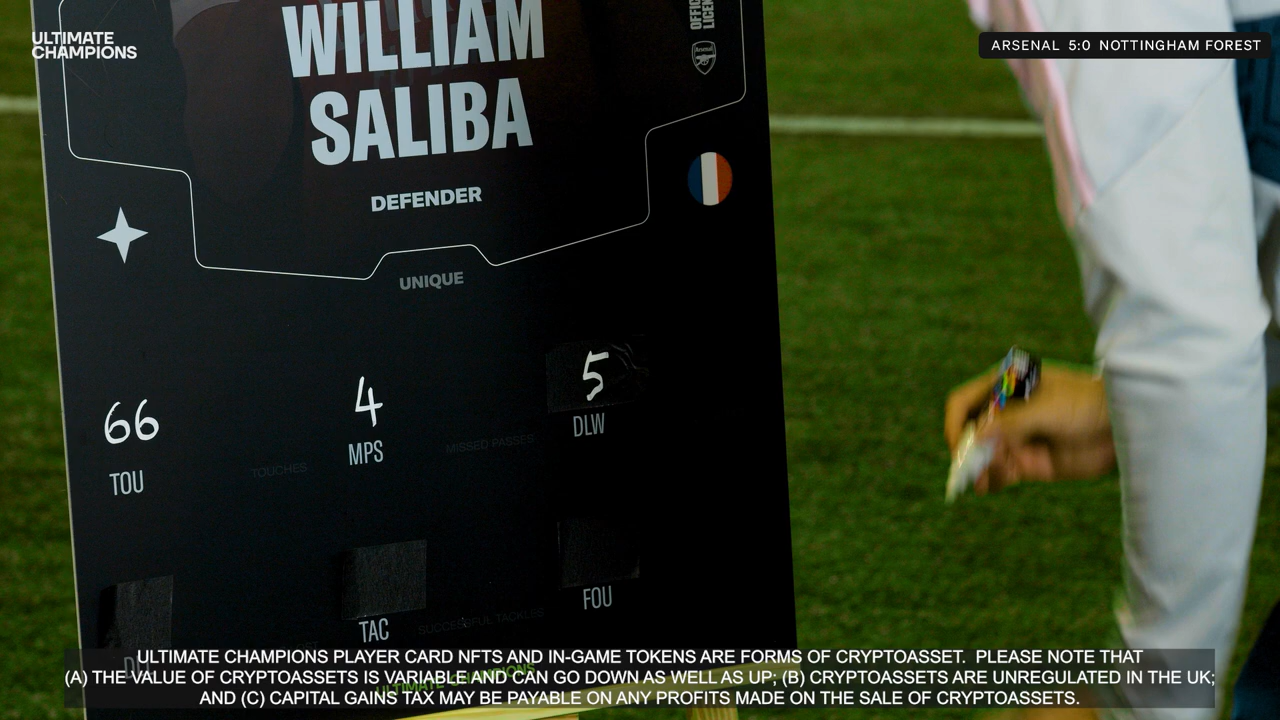 ULTIMATE
CHAMPIONS
ARSENAL 5:0 NOTTINGHAM FOREST
WILLIAM
SALIBA
DEFENDER
UNIQUE
Arsenal
66
TOU
4
MPS
5
DLW
TOUCHES
MISSED PASSES
TAC
FOU
SUCCESSFUL TACKLES
ULTIMATE CHAMPIONS
ULTIMATE CHAMPIONS PLAYER CARD NFTS AND IN-GAME TOKENS ARE FORMS OF CRYPTOASSET. PLEASE NOTE THAT
(A) THE VALUE OF CRYPTOASSETS IS VARIABLE AND CAN GO DOWN AS WELL AS UP; (B) CRYPTOASSETS ARE UNREGULATED IN THE UK;
AND (C) CAPITAL GAINS TAX MAY BE PAYABLE ON ANY PROFITS MADE ON THE SALE OF CRYPTOASSETS.